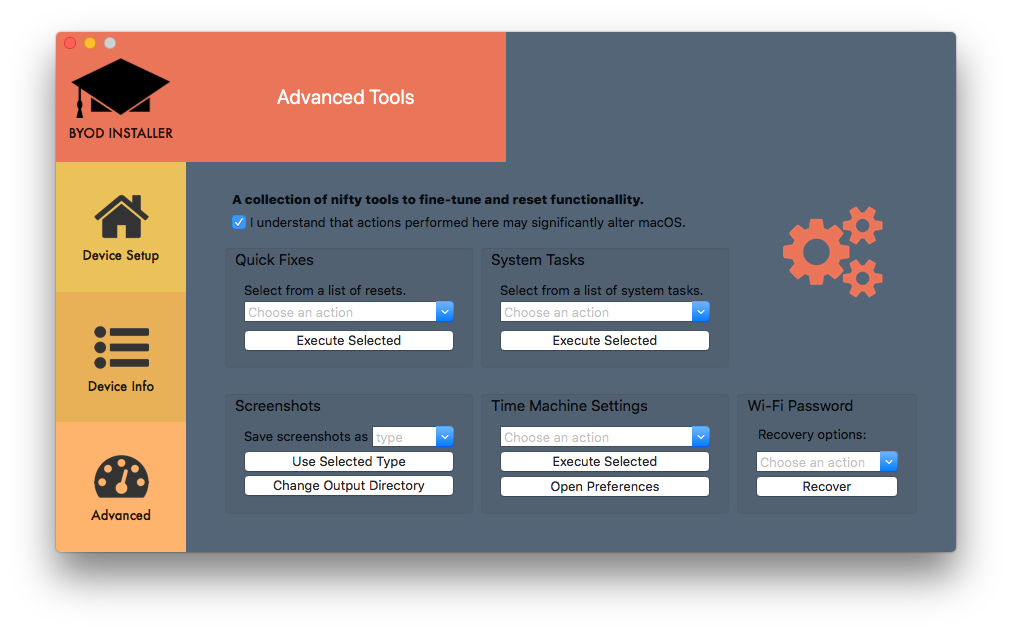 BYOD INSTALLER
Advanced Tools
Device Setup
Device Info
Advanced
A collection of nifty tools to fine-tune and reset functionallity.
I understand that actions performed here may significantly alter macOS.
Quick Fixes
Select from a list of resets.
Choose an action
Execute Selected
System Tasks
Select from a list of system tasks.
Choose an action
Execute Selected
Screenshots
Save screenshots as type
Use Selected Type
Change Output Directory
Time Machine Settings
Choose an action
Execute Selected
Open Preferences
Wi-Fi Password
Recovery options:
Choose an action
Recover